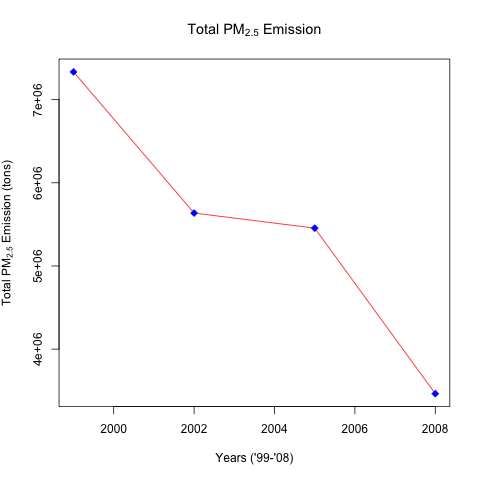 Total PM2.5 Emission
Total PM2.5 Emission (tons)
7e+06
6e+06
5e+06
4e+06
2000 2002 2004 2006 2008
Years ('99-'08)